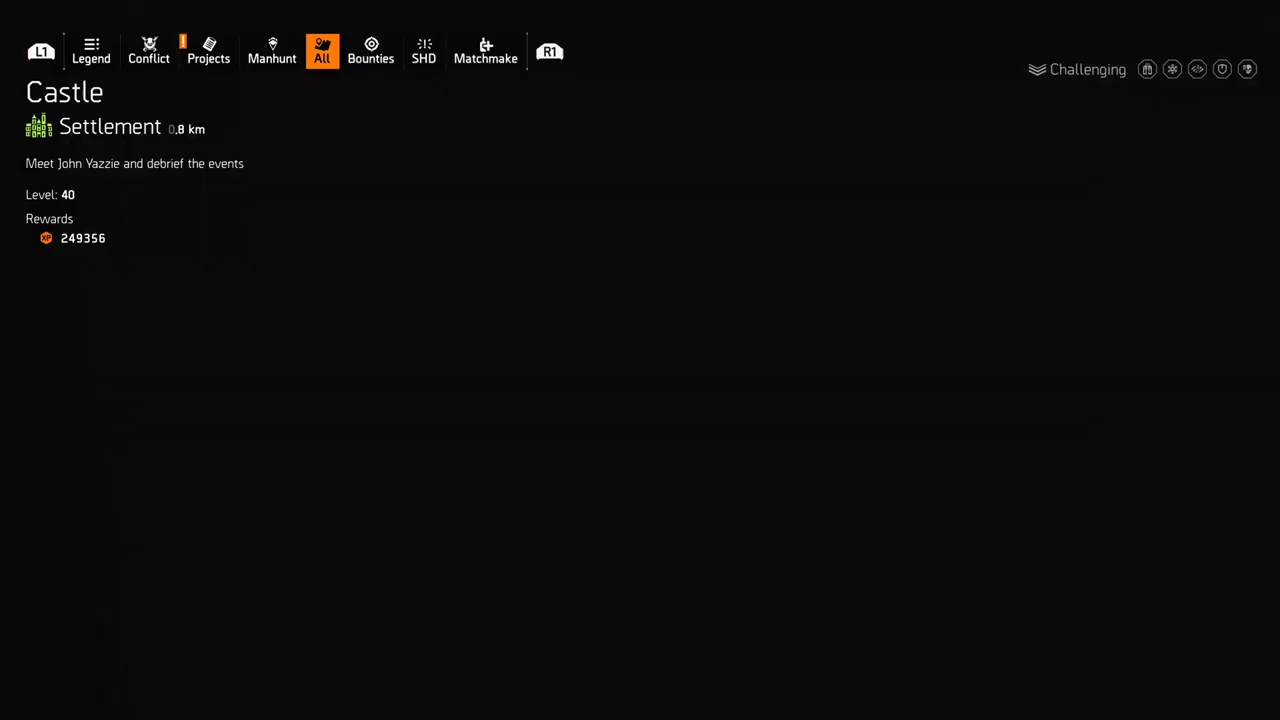 L1 Legend Conflict Projects Manhunt All Bounties SHD Matchmake R1
Challenging
Castle
Settlement 0.8 km
Meet John Yazzie and debrief the events
Level: 40
Rewards
XP 249356